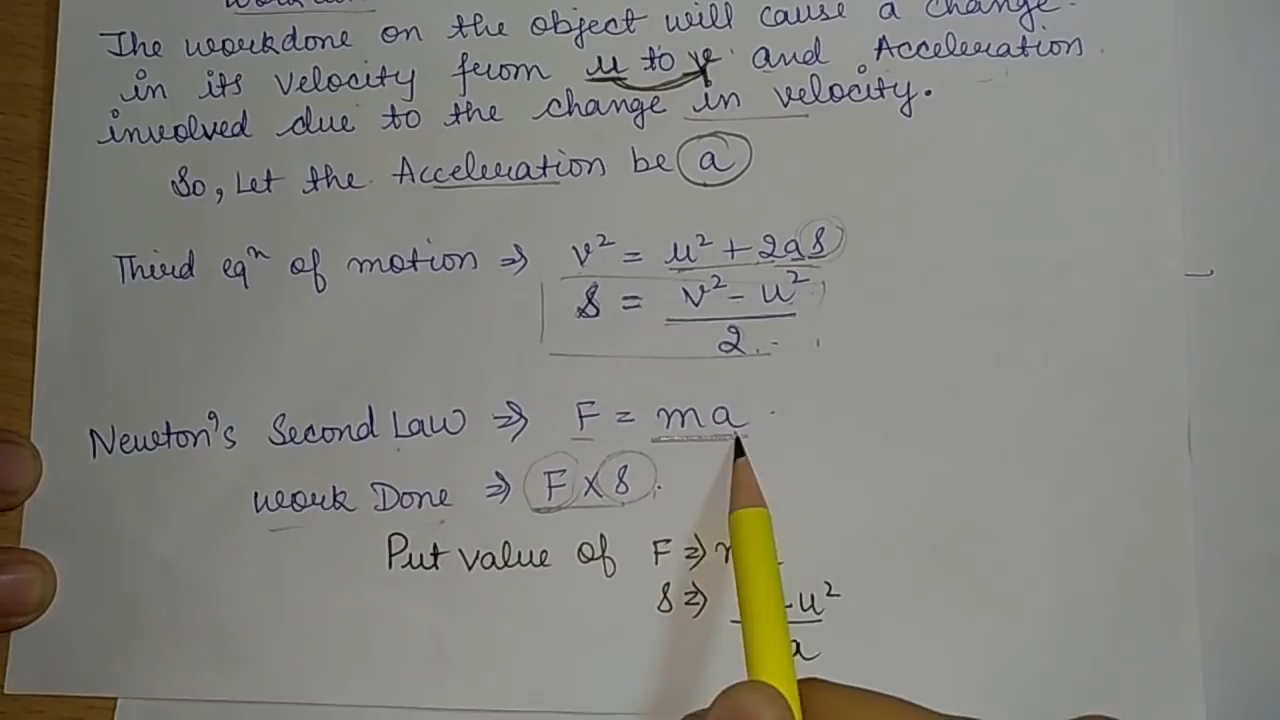 The workdone on the object will cause a change
in its velocity from u to v and Acceleration
involved due to the change in velocity.
So, Let the Acceleration be a
Third eqⁿ of motion ⇒ v² = u² + 2as
s = v² - u²
2
Newton's Second Law ⇒ F = ma
Work Done ⇒ F × s
Put value of F ⇒
s ⇒ -u²
a